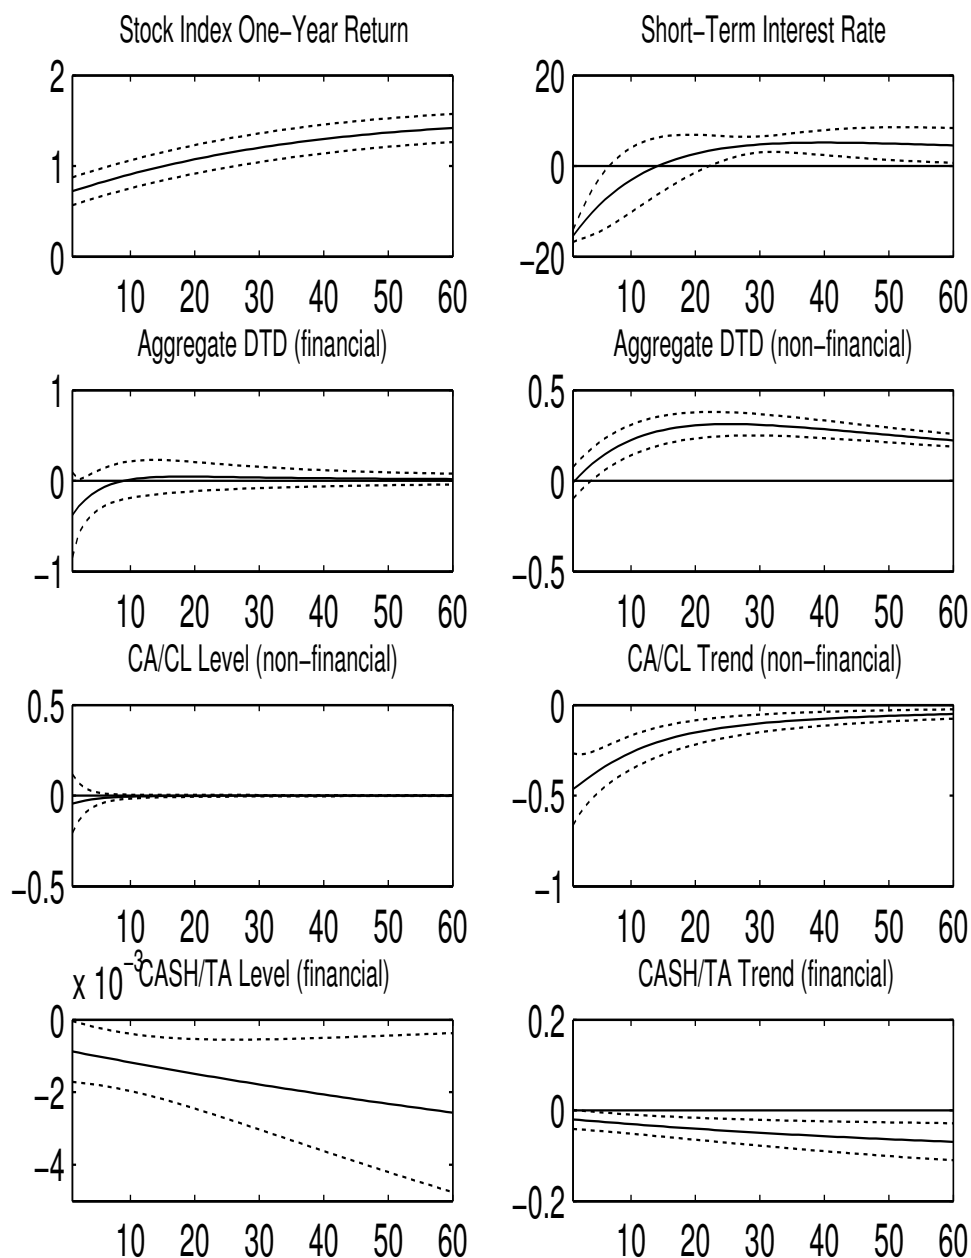 Stock Index One−Year Return
2
1
0
10 20 30 40 50 60
Short−Term Interest Rate
20
0
−20
10 20 30 40 50 60
Aggregate DTD (financial)
1
0
−1
10 20 30 40 50 60
Aggregate DTD (non−financial)
0.5
0
−0.5
10 20 30 40 50 60
CA/CL Level (non−financial)
0.5
0
−0.5
10 20 30 40 50 60
CA/CL Trend (non−financial)
0
−0.5
−1
10 20 30 40 50 60
x 10−3
CASH/TA Level (financial)
0
−2
−4
10 20 30 40 50 60
CASH/TA Trend (financial)
0.2
0
−0.2
10 20 30 40 50 60